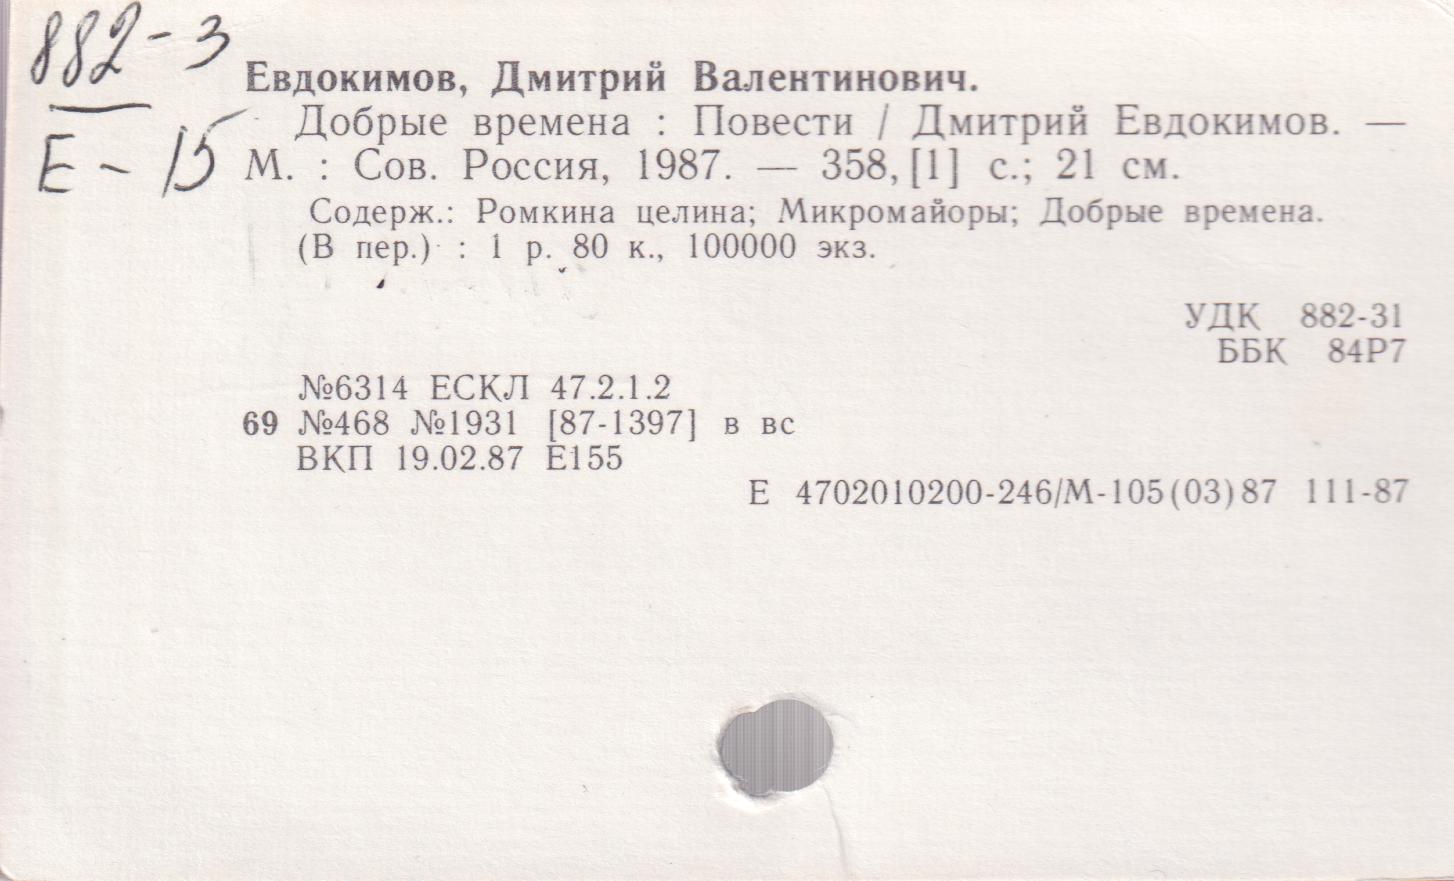 882-3
Е-15
Евдокимов, Дмитрий Валентинович.
Добрые времена : Повести / Дмитрий Евдокимов. —
М. : Сов. Россия, 1987. — 358, [1] с.; 21 см.
Содерж.: Ромкина целина; Микромайоры; Добрые времена.
(В пер.) : 1 р. 80 к., 100000 экз.
УДК 882-31
ББК 84Р7
№6314 ЕСКЛ 47.2.1.2
69 №468 №1931 [87-1397] в вс
ВКП 19.02.87 Е155
Е 4702010200-246/М-105(03)87 111-87